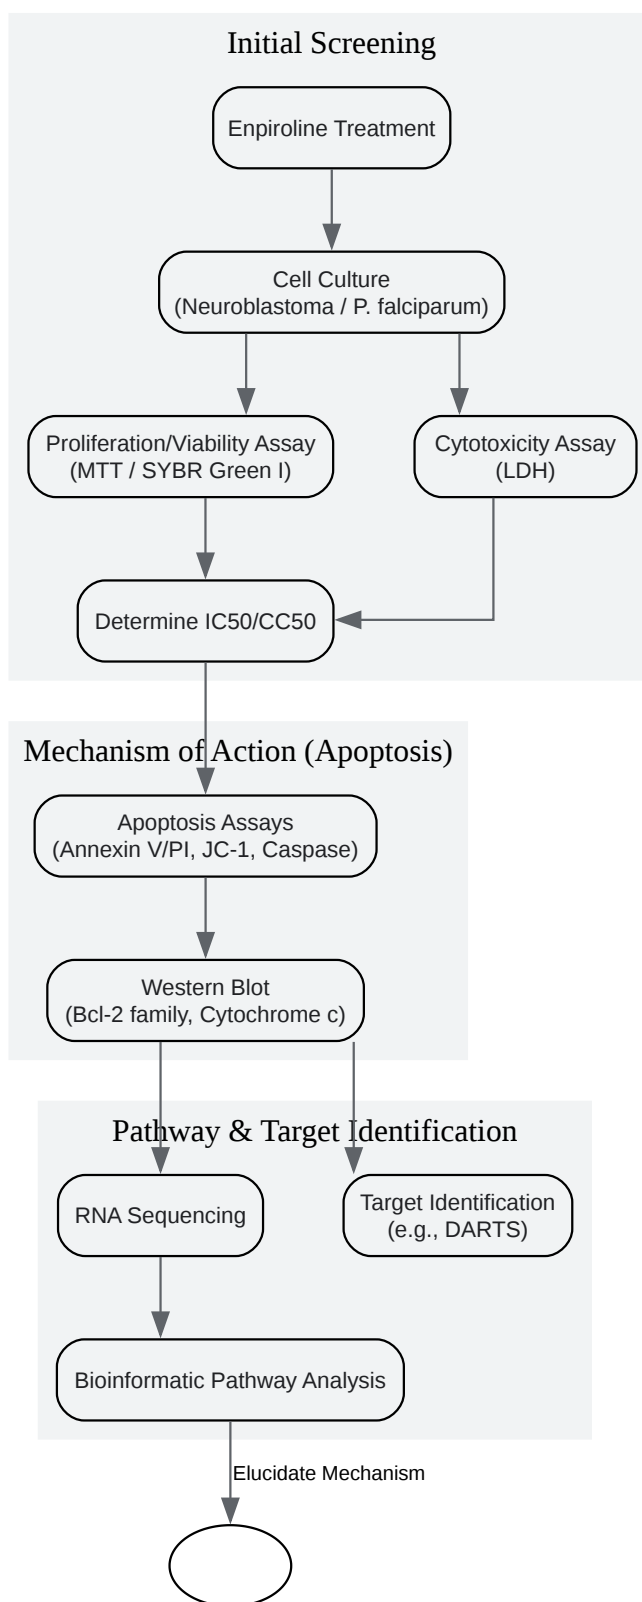 Initial Screening
Enpiroline Treatment
Cell Culture
(Neuroblastoma / P. falciparum)
Proliferation/Viability Assay
(MTT / SYBR Green I)
Cytotoxicity Assay
(LDH)
Determine IC50/CC50
Mechanism of Action (Apoptosis)
Apoptosis Assays
(Annexin V/PI, JC-1, Caspase)
Western Blot
(Bcl-2 family, Cytochrome c)
Pathway & Target Identification
RNA Sequencing
Target Identification
(e.g., DARTS)
Bioinformatic Pathway Analysis
Elucidate Mechanism